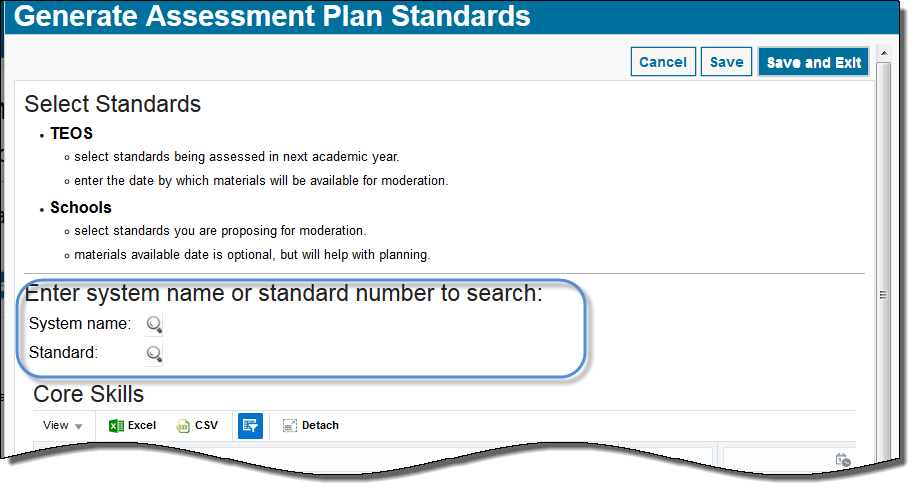 Generate Assessment Plan Standards
Cancel Save Save and Exit
Select Standards
TEOS
select standards being assessed in next academic year.
enter the date by which materials will be available for moderation.
Schools
select standards you are proposing for moderation.
materials available date is optional, but will help with planning.
Enter system name or standard number to search:
System name:
Standard:
Core Skills
View Excel CSV Detach